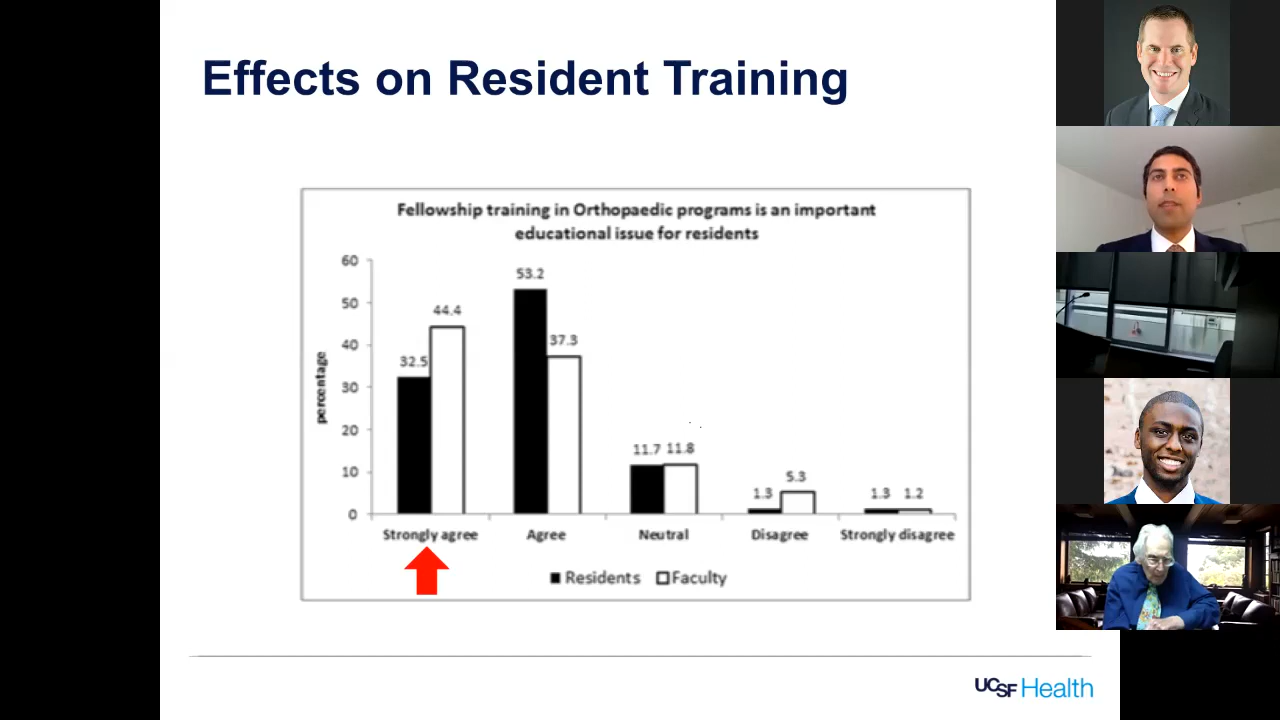 Effects on Resident Training
Fellowship training in Orthopaedic programs is an important
educational issue for residents
percentage
60
50
40
30
20
10
0
32.5
44.4
53.2
37.3
11.7
11.8
1.3
5.3
1.3
1.2
Strongly agree
Agree
Neutral
Disagree
Strongly disagree
Residents
Faculty
UCSF Health